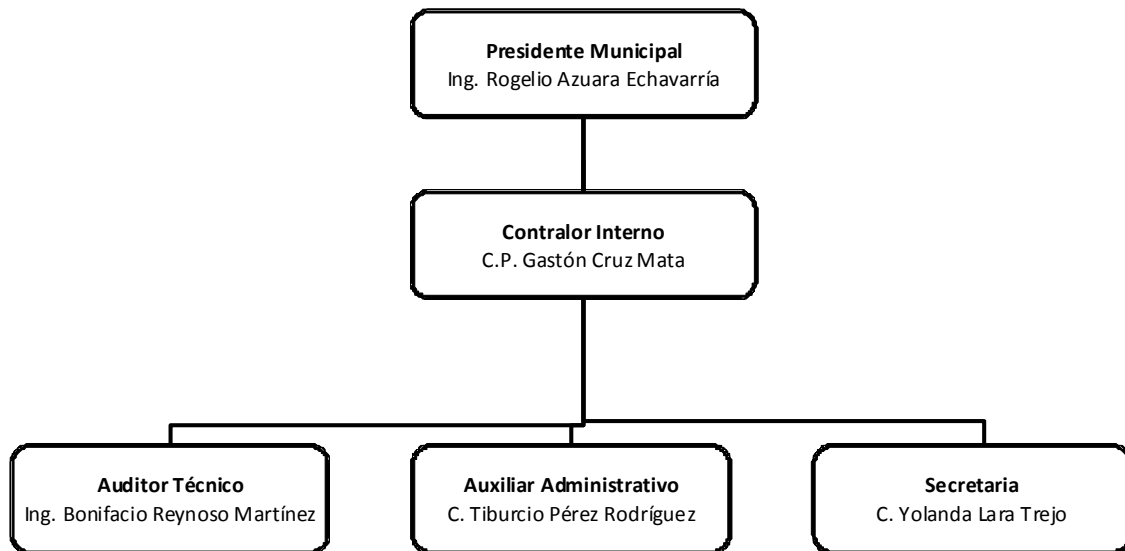 Presidente Municipal
Ing. Rogelio Azuara Echavarría
Contralor Interno
C.P. Gastón Cruz Mata
Auditor Técnico
Ing. Bonifacio Reynoso Martínez
Auxiliar Administrativo
C. Tiburcio Pérez Rodríguez
Secretaria
C. Yolanda Lara Trejo